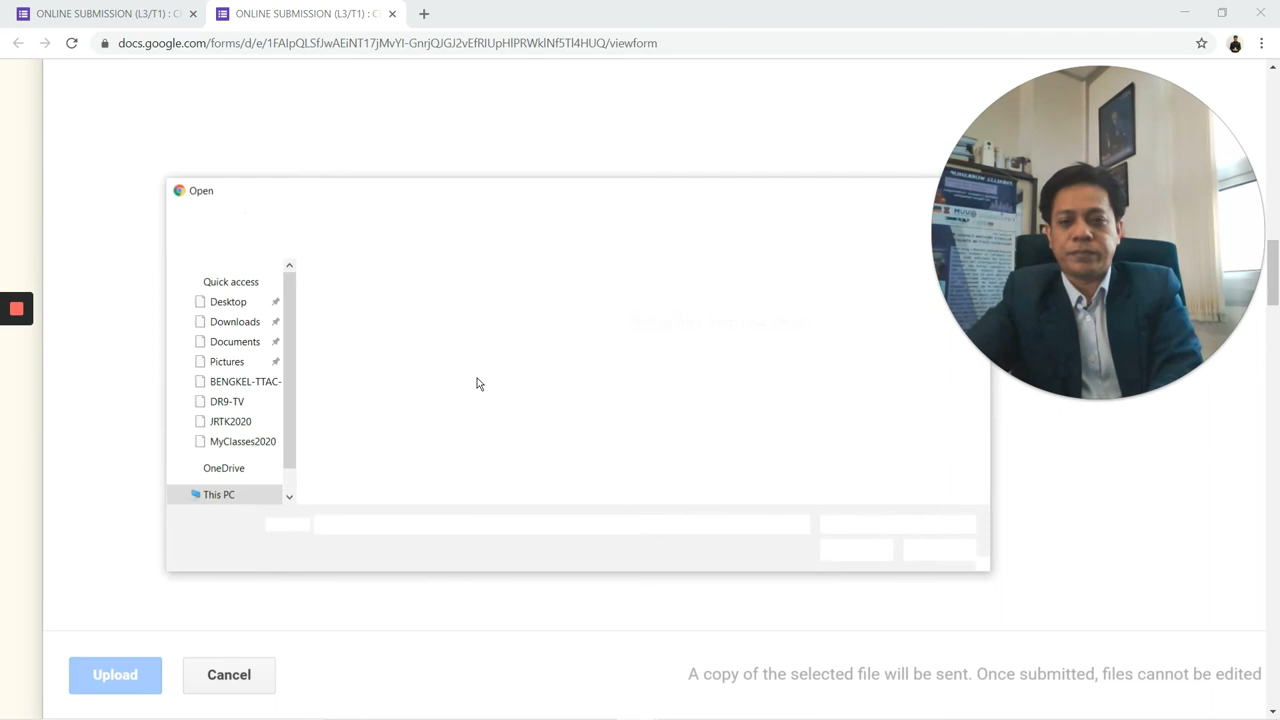 ONLINE SUBMISSION (L3/T1) : C
ONLINE SUBMISSION (L3/T1) : C
docs.google.com/forms/d/e/1FAIpQLSfJwAEiNT17jMvYI-GnrjQJGJ2vEfRIUpHlPRWklNf5Tl4HUQ/viewform
Open
Quick access
Desktop
Downloads
Documents
Pictures
BENGKEL-TTAC-
DR9-TV
JRTK2020
MyClasses2020
OneDrive
This PC
Upload
Cancel
A copy of the selected file will be sent. Once submitted, files cannot be edited